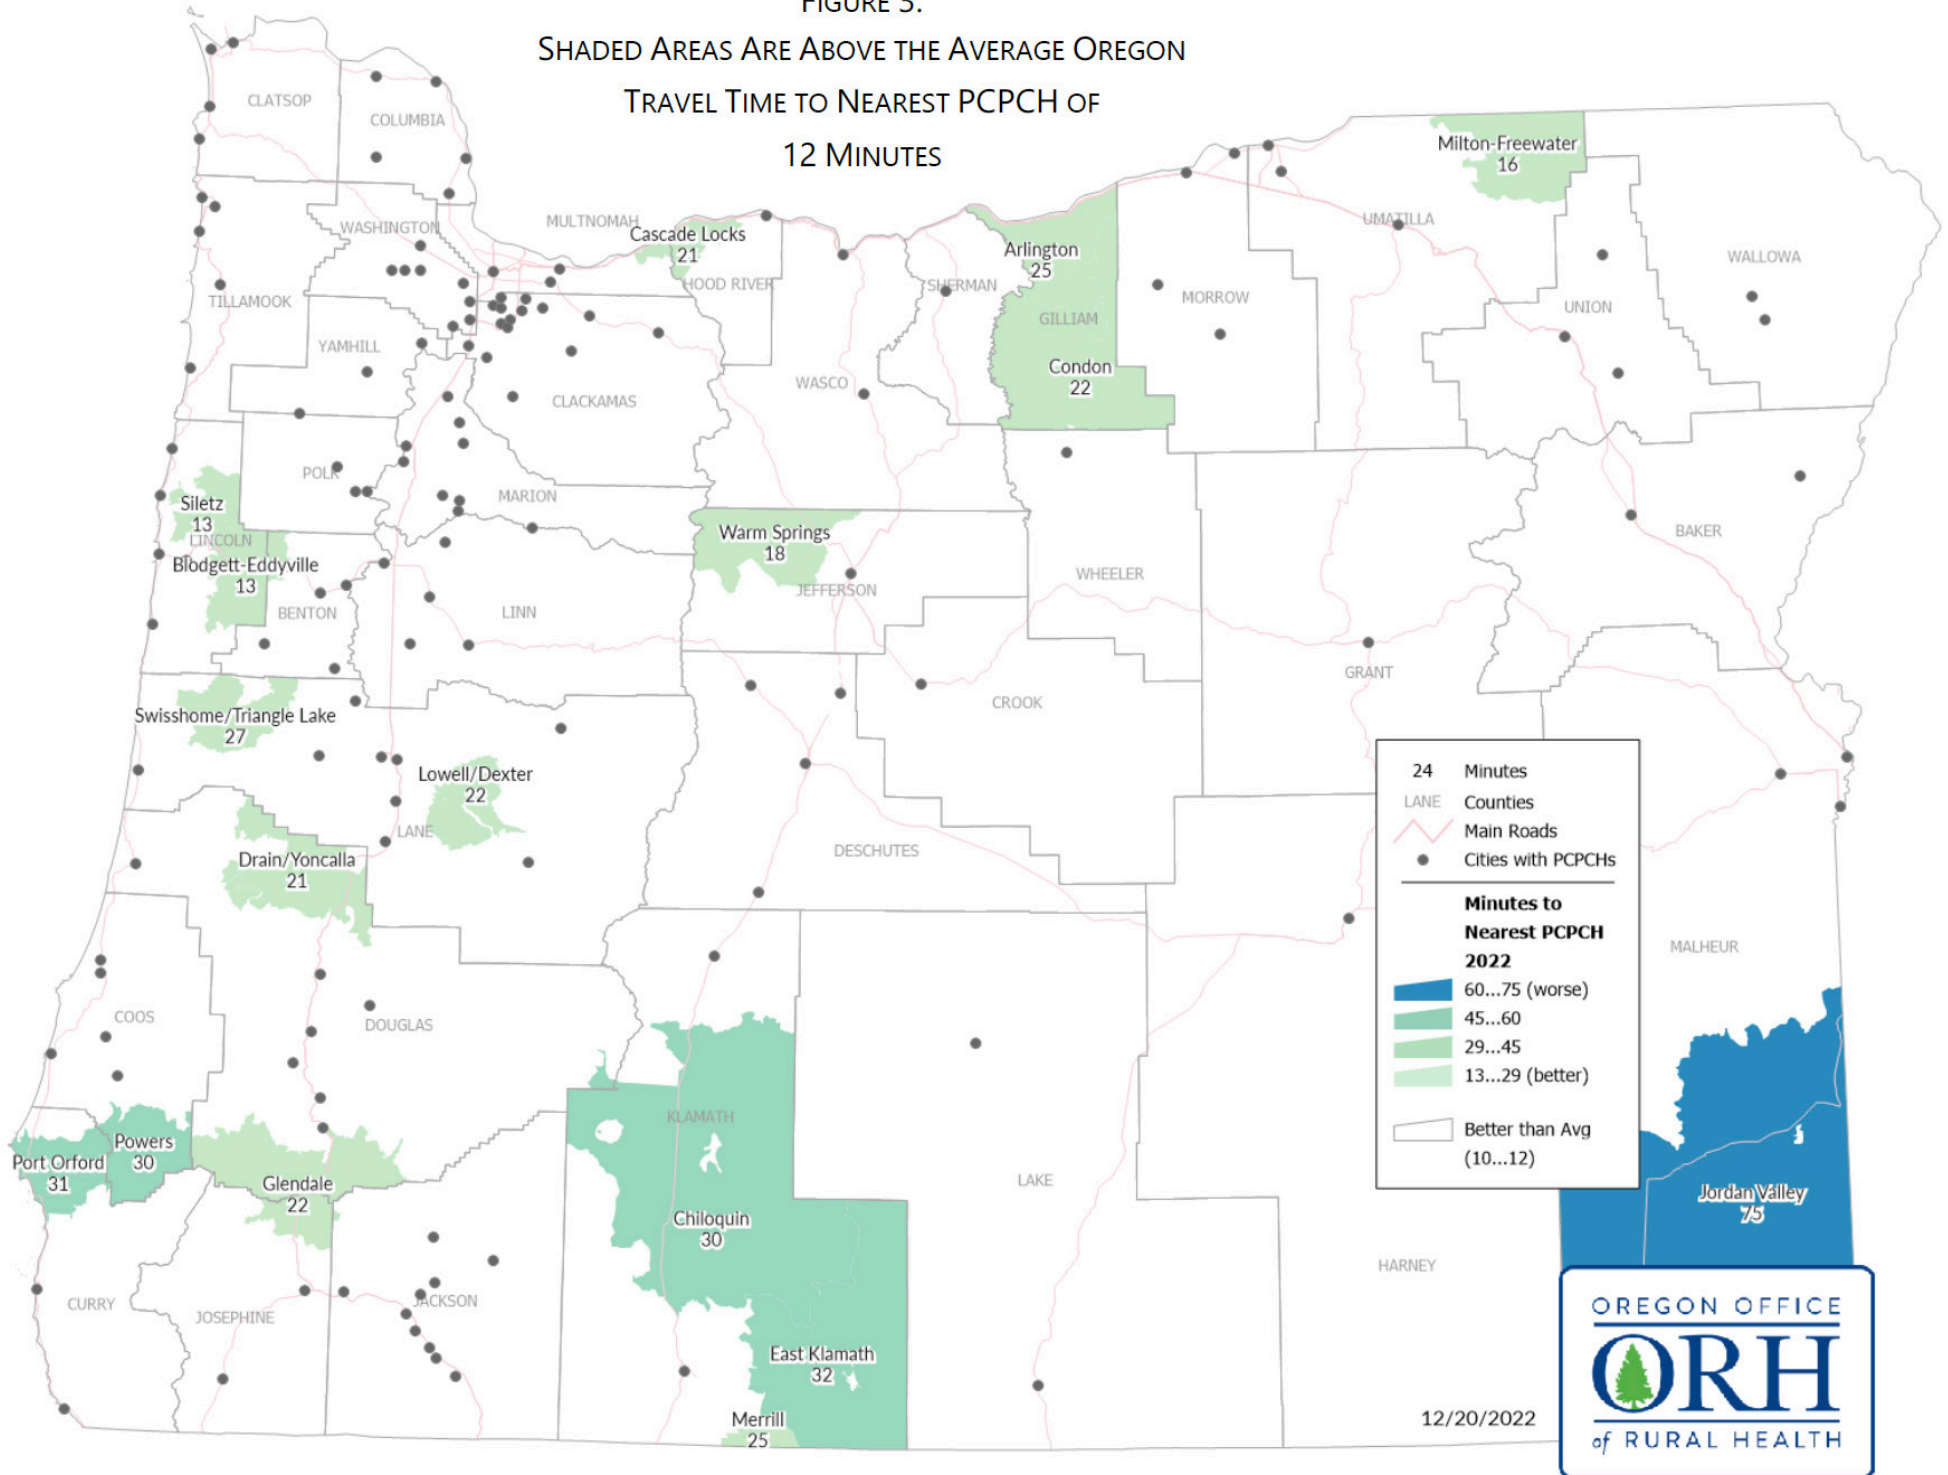 FIGURE 3.
SHADED AREAS ARE ABOVE THE AVERAGE OREGON
TRAVEL TIME TO NEAREST PCPCH OF
12 MINUTES
CLATSOP
COLUMBIA
Milton-Freewater
16
WASHINGTON
MULTNOMAH
Cascade Locks
21
HOOD RIVER
UMATILLA
WALLOWA
Arlington
25
SHERMAN
GILLIAM
MORROW
UNION
TILLAMOOK
YAMHILL
Condon
22
WASCO
CLACKAMAS
POLK
MARION
Siletz
13
LINCOLN
Blodgett-Eddyville
13
BENTON
LINN
Warm Springs
18
JEFFERSON
WHEELER
BAKER
GRANT
CROOK
Swisshome/Triangle Lake
27
Lowell/Dexter
22
LANE
Drain/Yoncalla
21
DESCHUTES
24 Minutes
LANE Counties
Main Roads
Cities with PCPCHs
Minutes to
Nearest PCPCH
2022
60...75 (worse)
45...60
29...45
13...29 (better)
Better than Avg
(10...12)
MALHEUR
COOS
DOUGLAS
KLAMATH
Powers
30
Port Orford
31
Glendale
22
Chiloquin
30
LAKE
Jordan Valley
75
HARNEY
CURRY
JOSEPHINE
JACKSON
East Klamath
32
Merrill
25
12/20/2022
OREGON OFFICE
ORH
of RURAL HEALTH